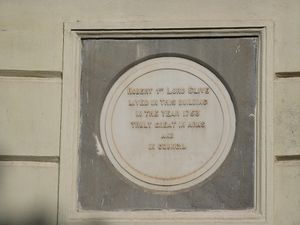 ROBERT 1ST LORD CLIVE
LIVED IN THIS BUILDING
IN THE YEAR 1753
TRULY GREAT IN ARMS
AND
IN COUNCIL